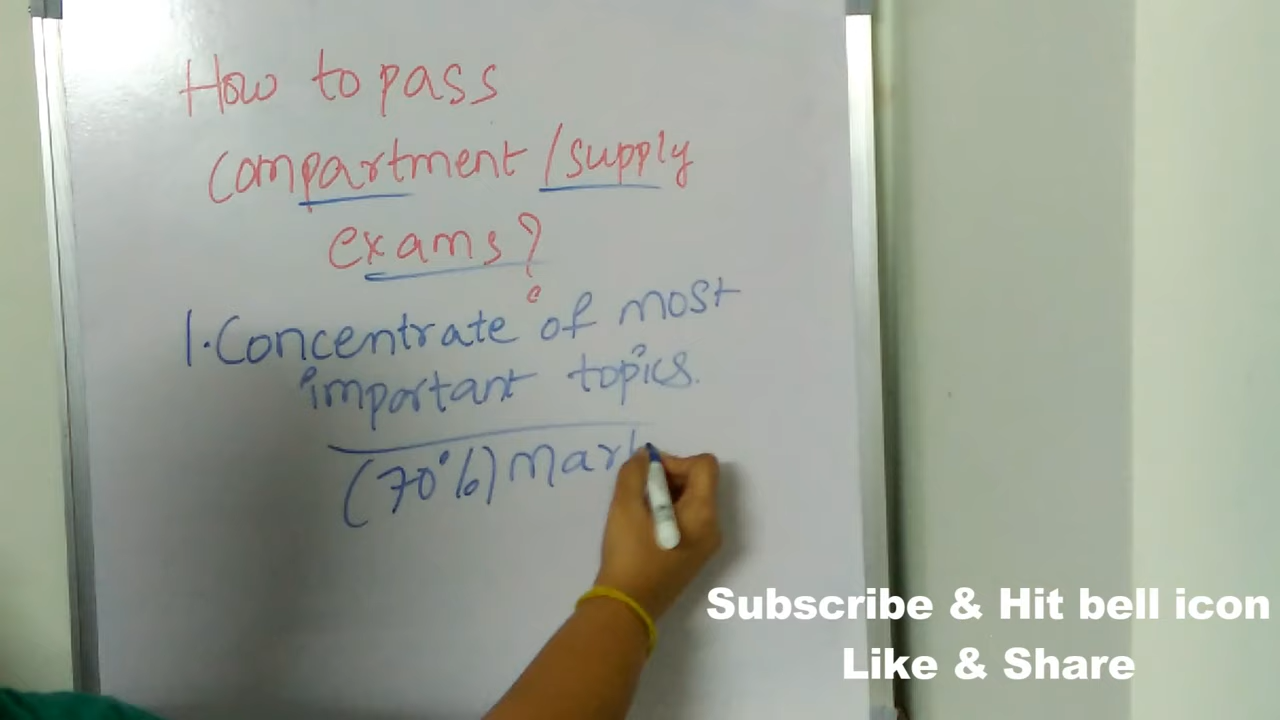 How to pass
compartment / supply
exams?
1. Concentrate of most
important topics.
(70%) mark
Subscribe & Hit bell icon
Like & Share